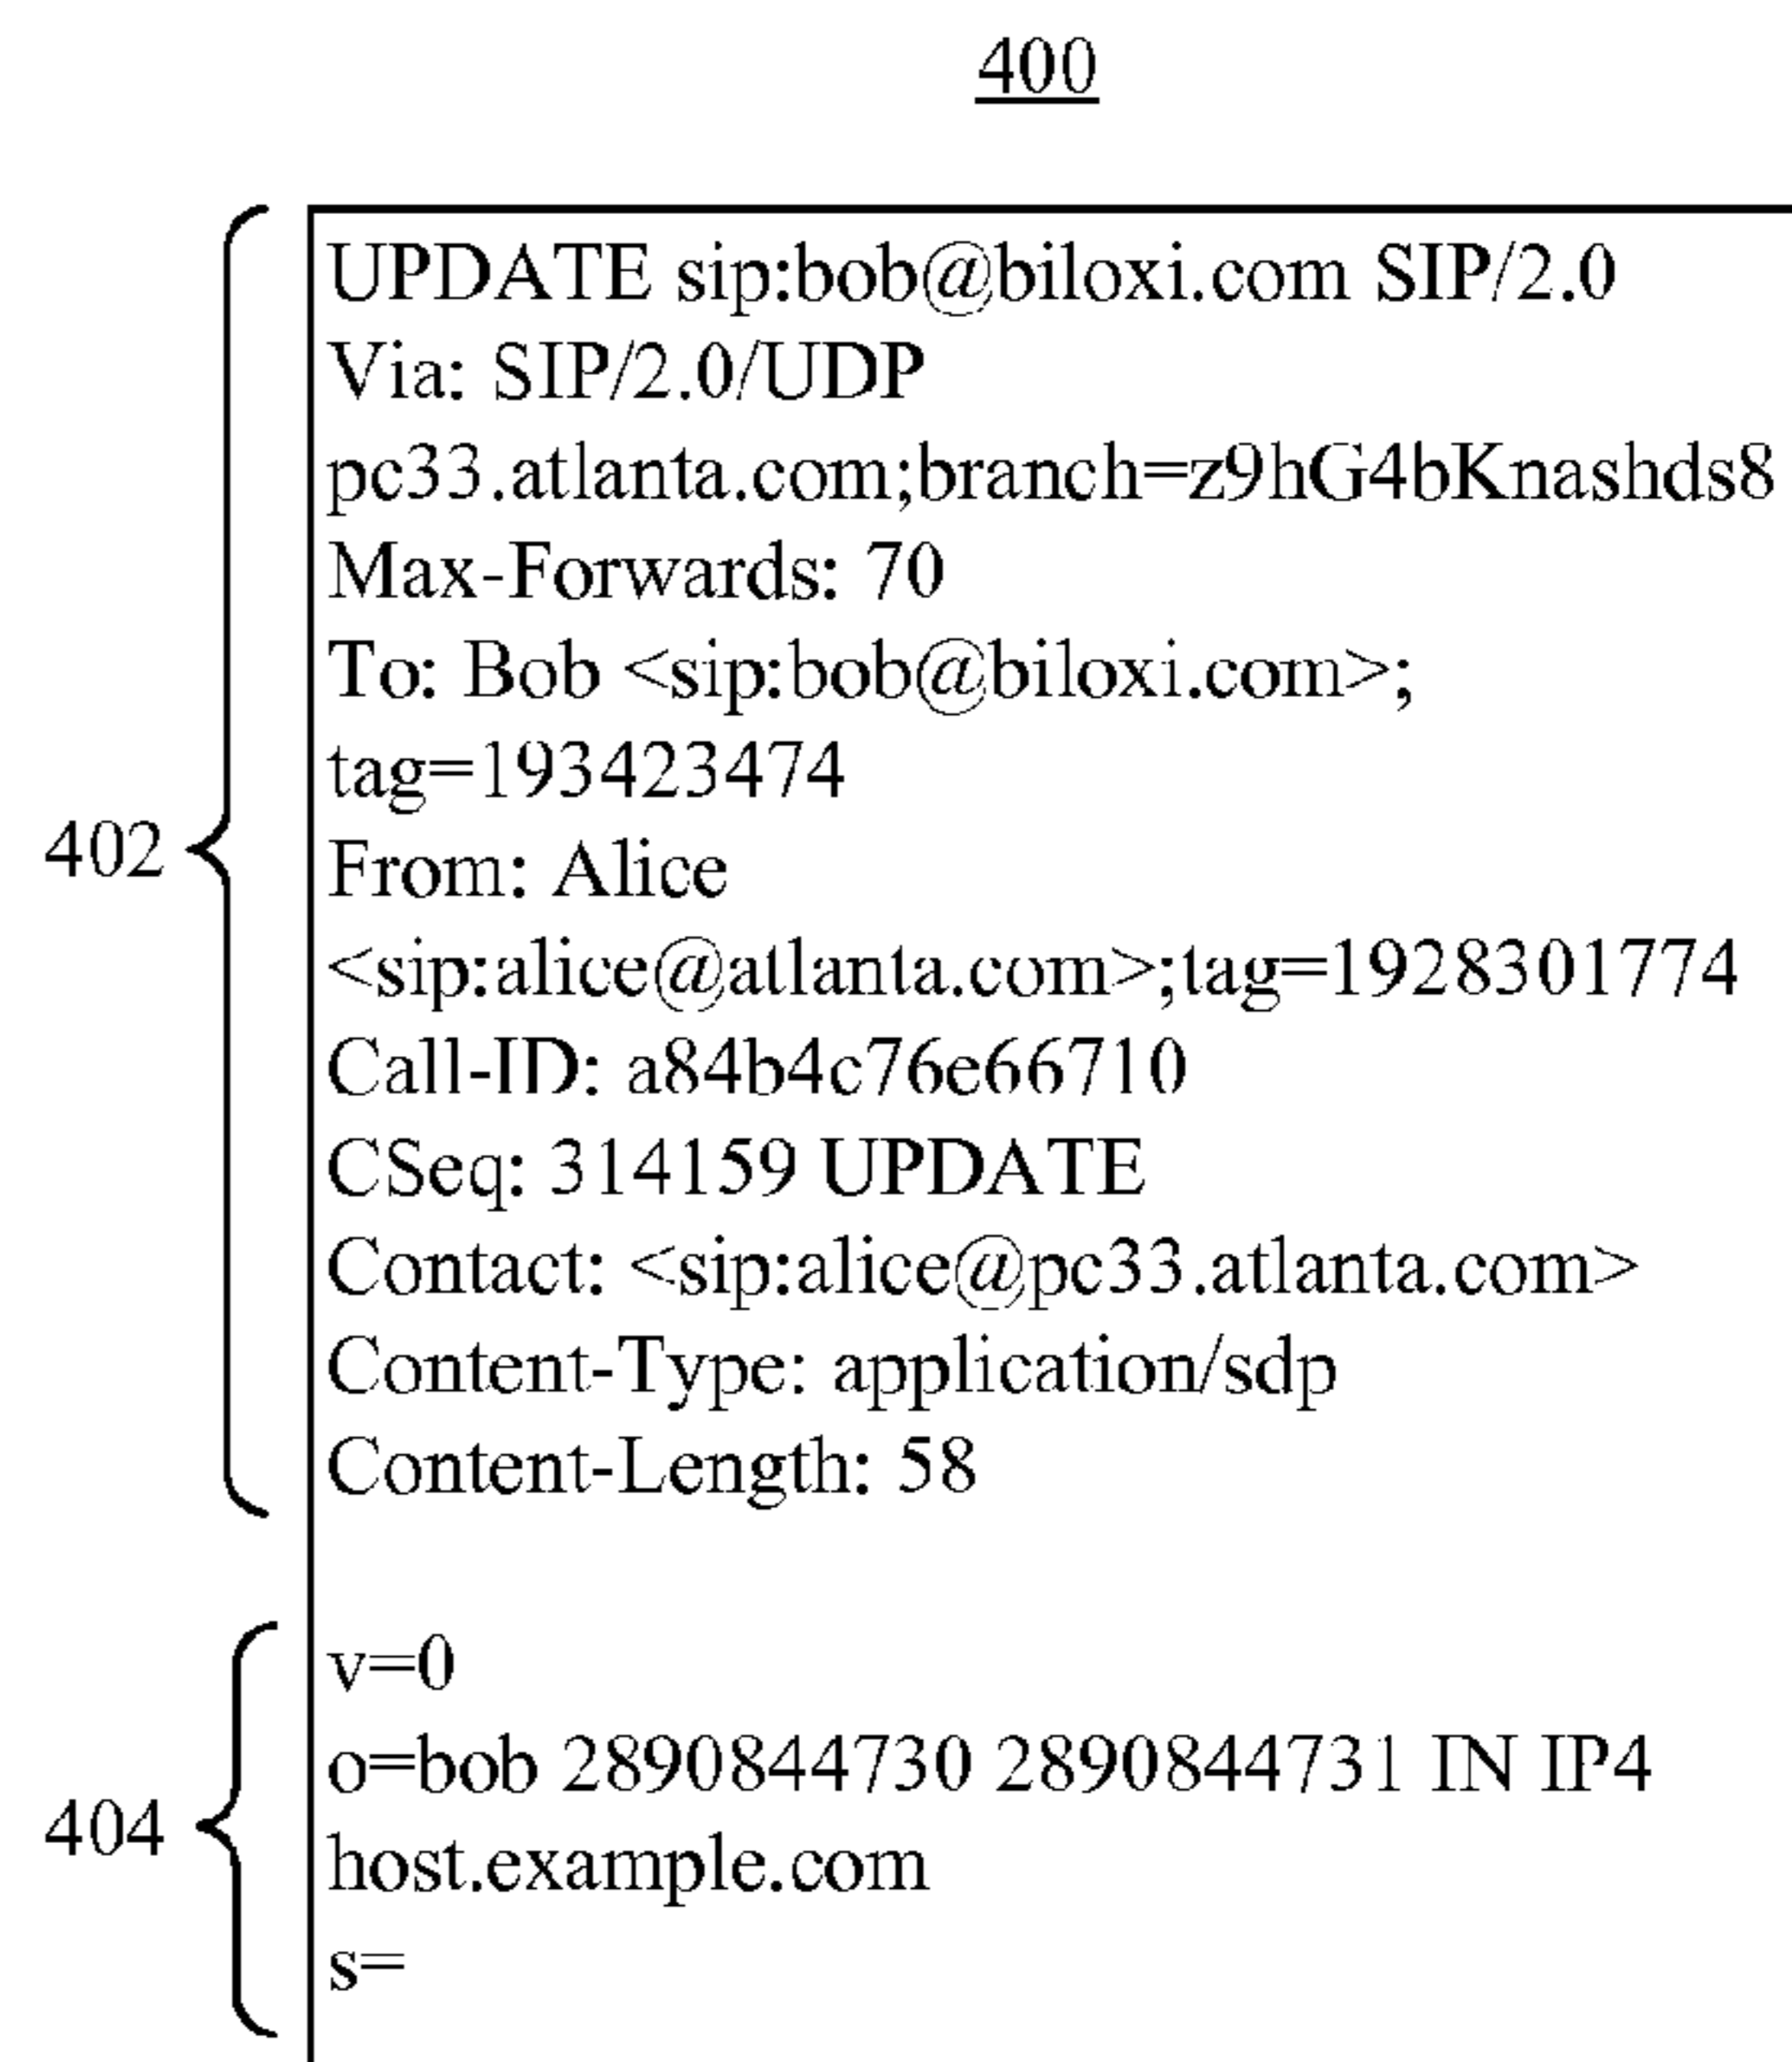 400
UPDATE sip:bob@biloxi.com SIP/2.0
Via: SIP/2.0/UDP
pc33.atlanta.com;branch=z9hG4bKnashds8
Max-Forwards: 70
To: Bob <sip:bob@biloxi.com>;
tag=193423474
402
From: Alice
<sip:alice@atlanta.com>;tag=1928301774
Call-ID: a84b4c76e66710
CSeq: 314159 UPDATE
Contact: <sip:alice@pc33.atlanta.com>
Content-Type: application/sdp
Content-Length: 58
v=0
o=bob 2890844730 2890844731 IN IP4
404
host.example.com
s=